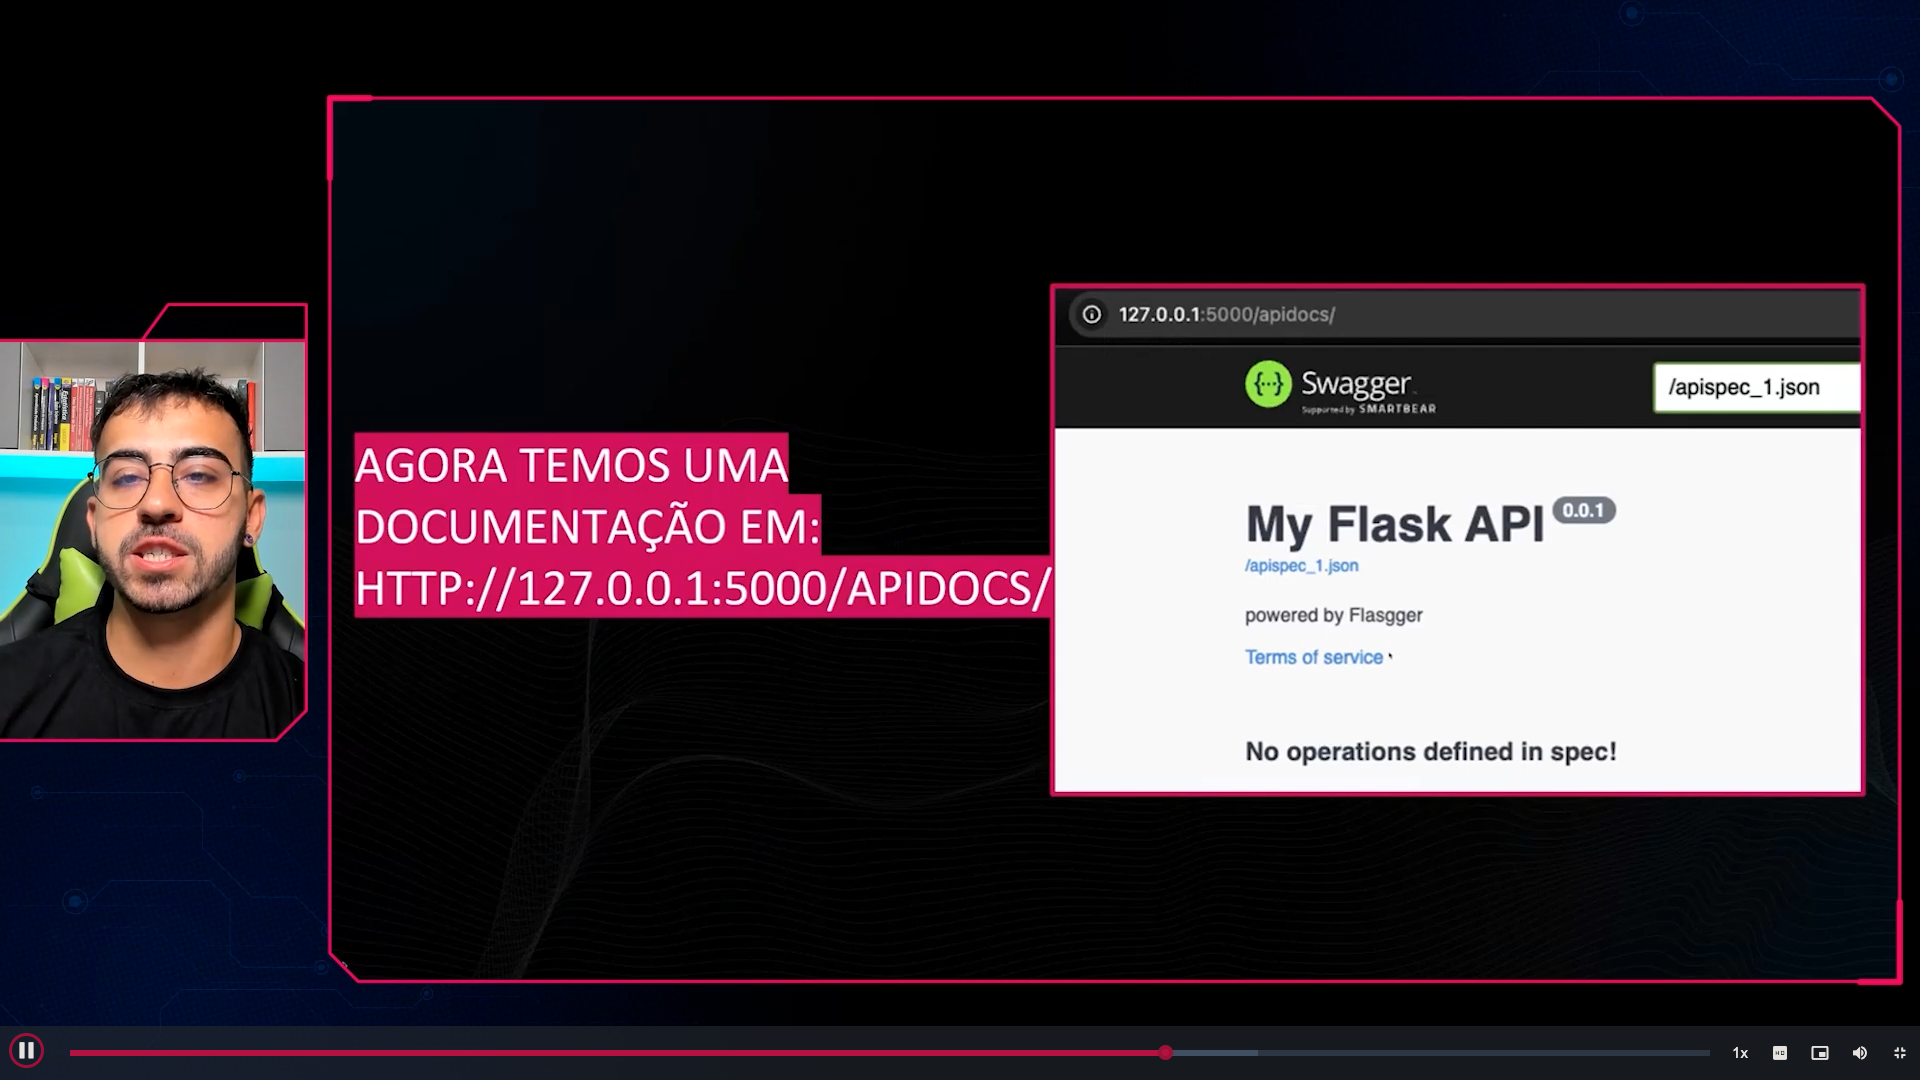 AGORA TEMOS UMA
DOCUMENTAÇÃO EM:
HTTP://127.0.0.1:5000/APIDOCS/
127.0.0.1:5000/apidocs/
Swagger
Supported by SMARTBEAR
/apispec_1.json
My Flask API 0.0.1
/apispec_1.json
powered by Flasgger
Terms of service
No operations defined in spec!
1x